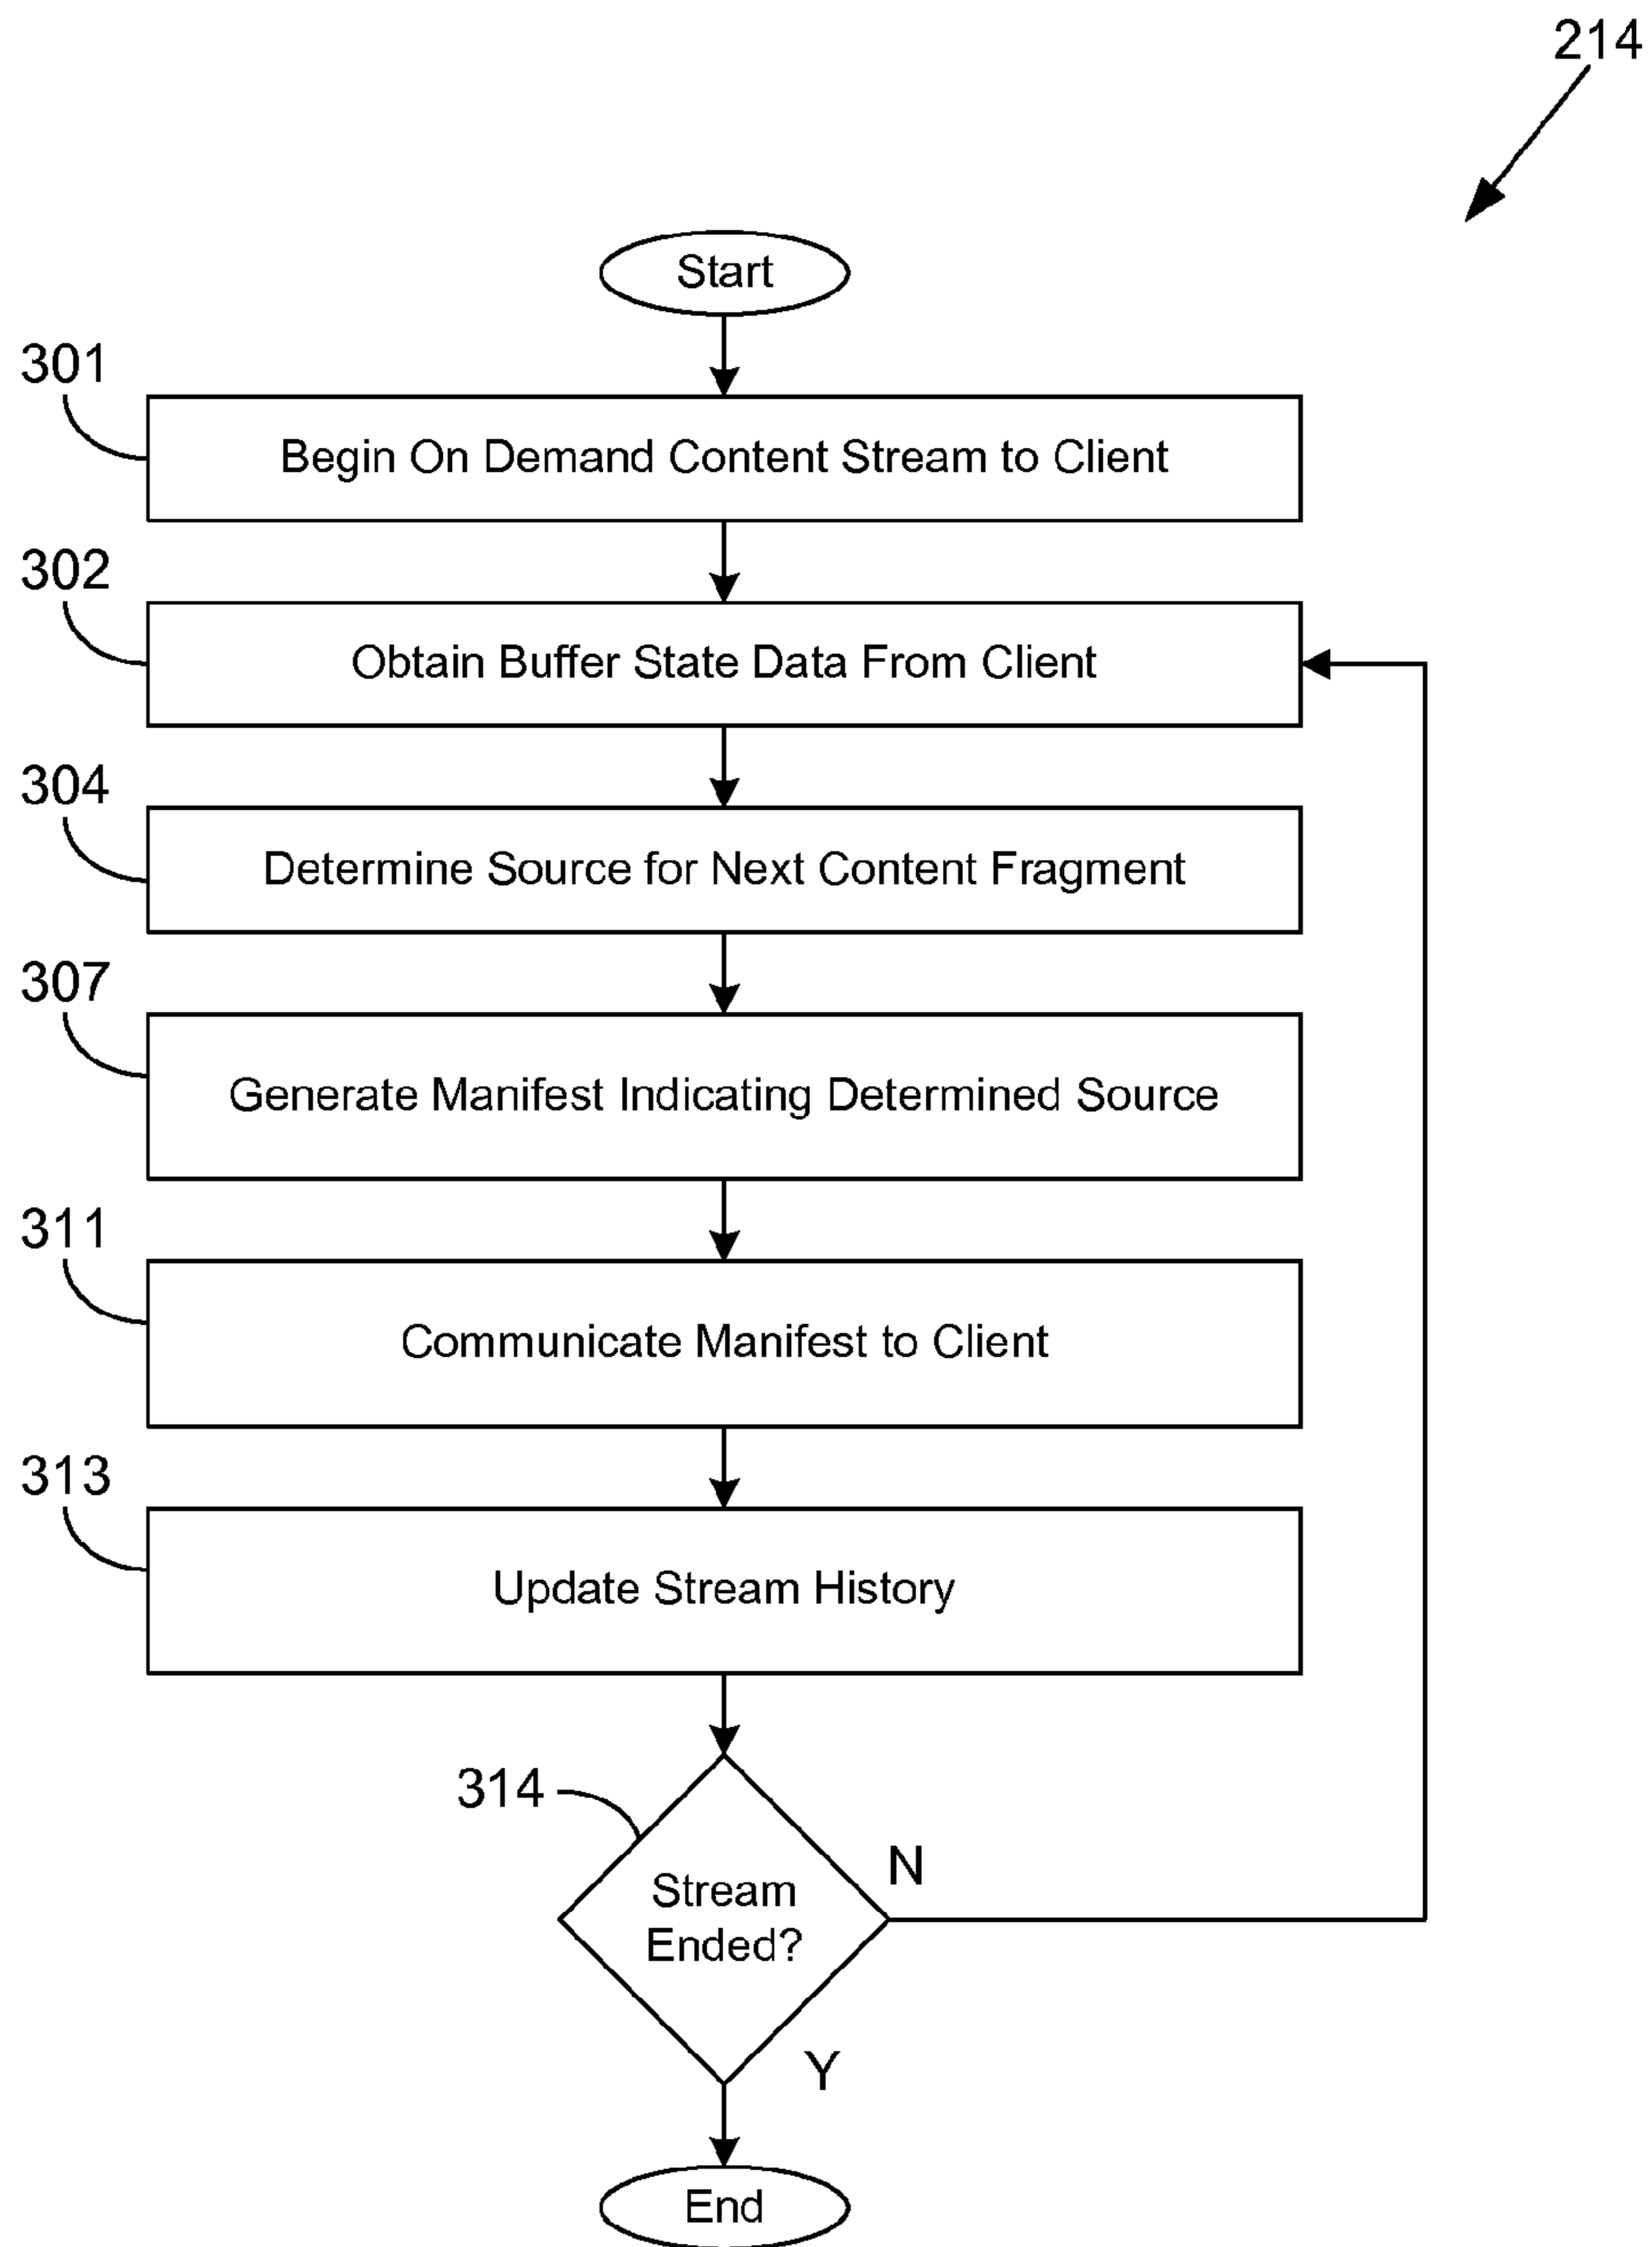 214
Start
301
Begin On Demand Content Stream to Client
302
Obtain Buffer State Data From Client
304
Determine Source for Next Content Fragment
307
Generate Manifest Indicating Determined Source
311
Communicate Manifest to Client
313
Update Stream History
314
N
Stream
Ended?
Y
End